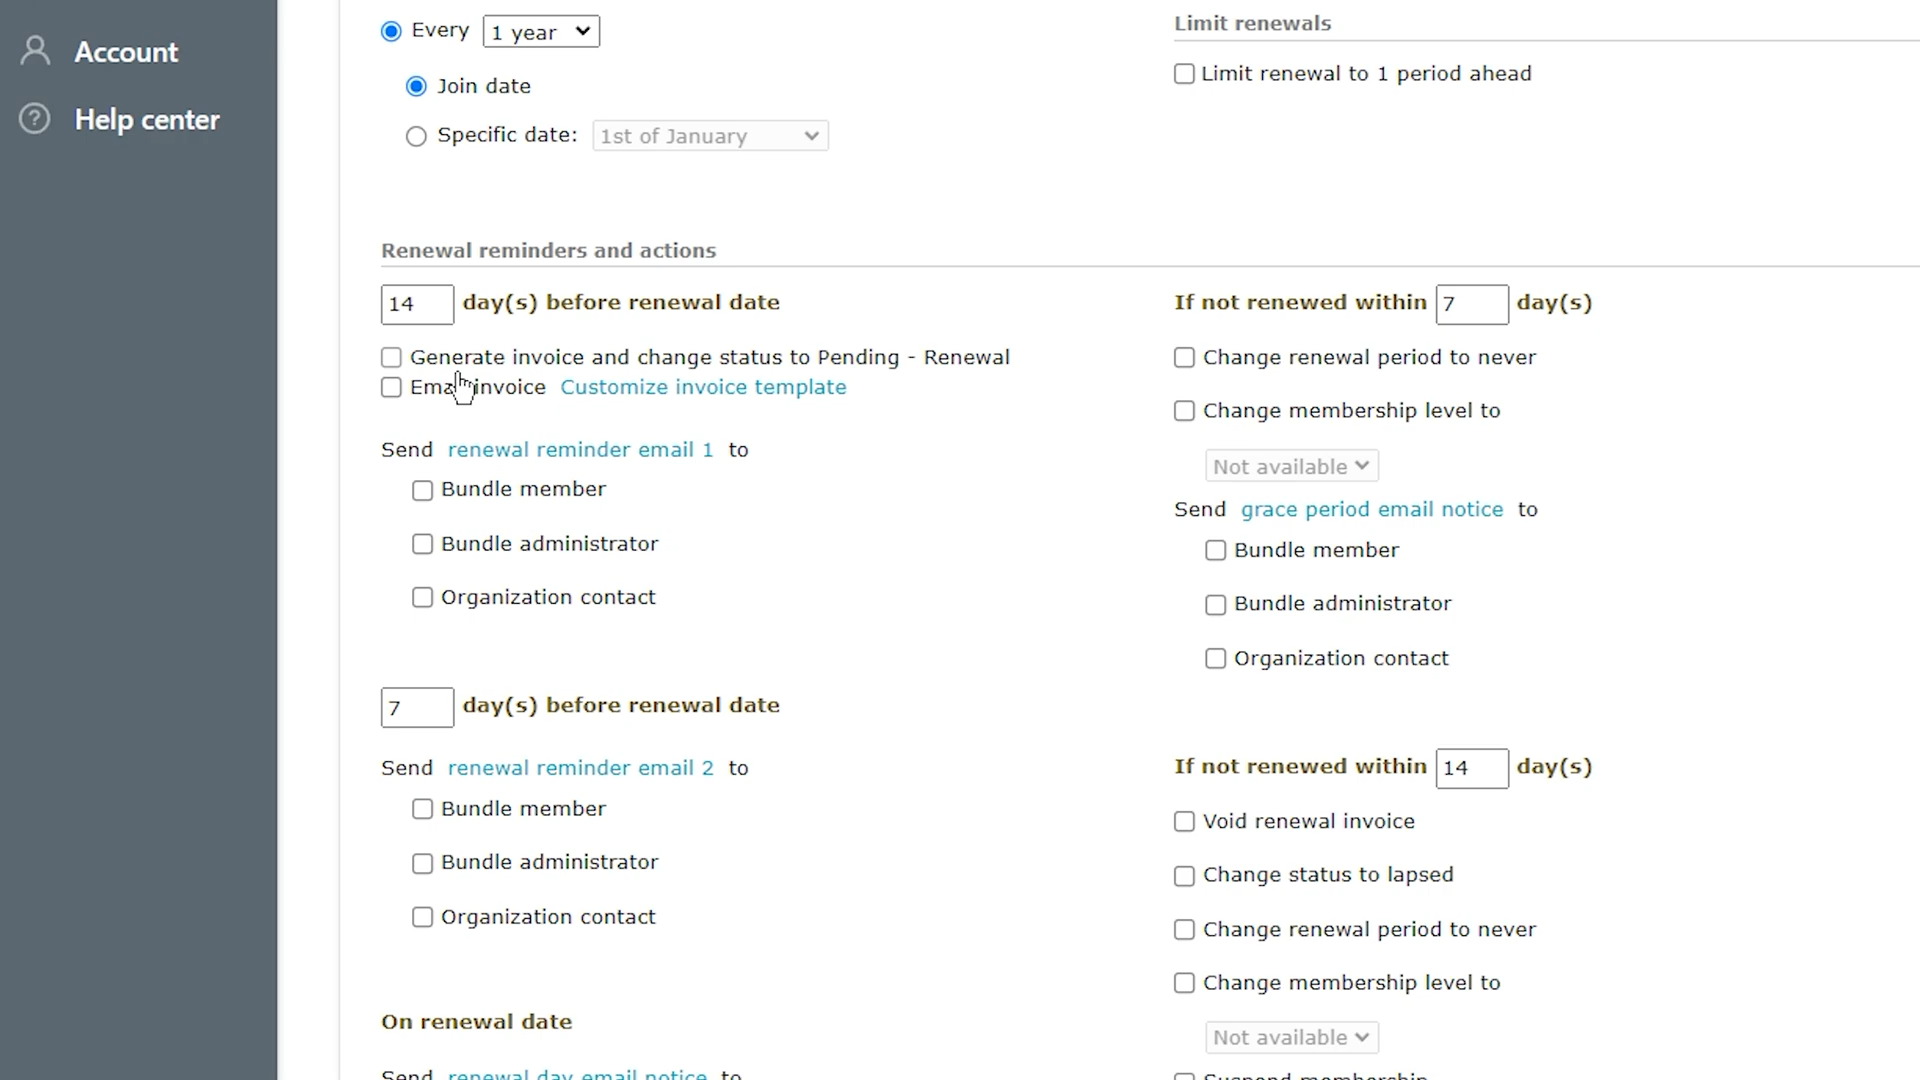 Account
Help center
Every 1 year
Join date
Specific date: 1st of January
Limit renewals
Limit renewal to 1 period ahead
Renewal reminders and actions
14 day(s) before renewal date
Generate invoice and change status to Pending - Renewal
Email invoice Customize invoice template
Send renewal reminder email 1 to
Bundle member
Bundle administrator
Organization contact
7 day(s) before renewal date
Send renewal reminder email 2 to
Bundle member
Bundle administrator
Organization contact
On renewal date
Send renewal day email notice to
If not renewed within 7 day(s)
Change renewal period to never
Change membership level to
Not available
Send grace period email notice to
Bundle member
Bundle administrator
Organization contact
If not renewed within 14 day(s)
Void renewal invoice
Change status to lapsed
Change renewal period to never
Change membership level to
Not available
Suspend membership